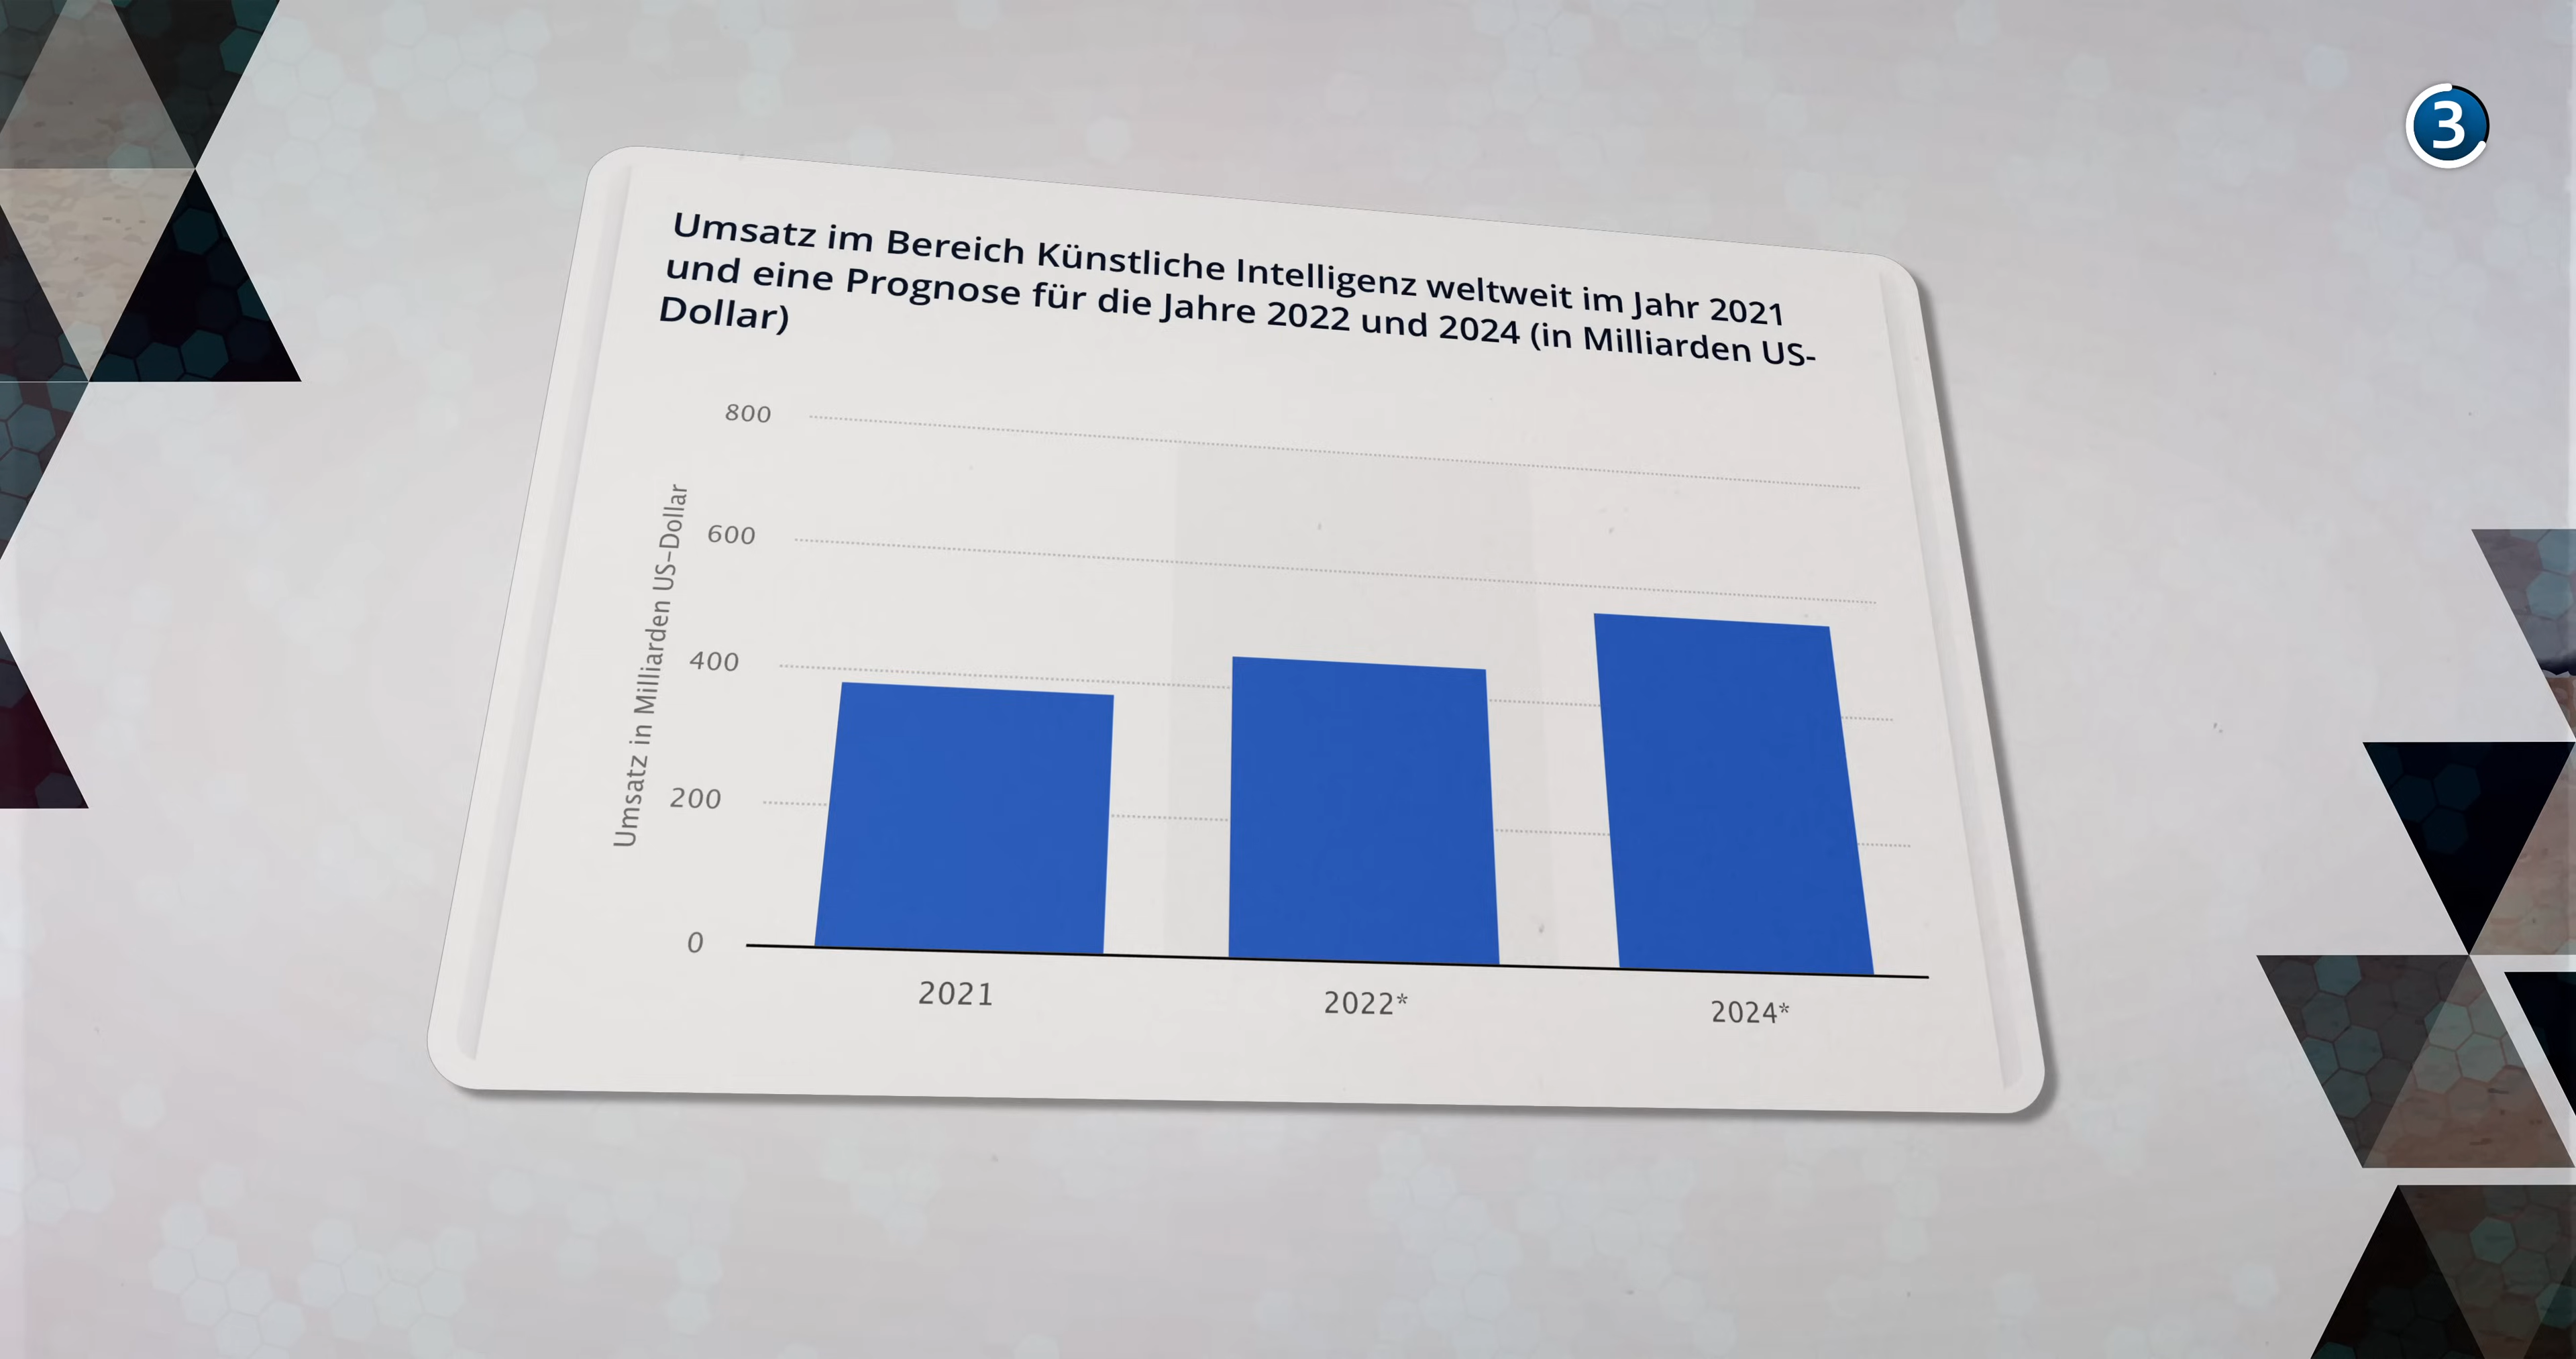 3
Umsatz im Bereich Künstliche Intelligenz weltweit im Jahr 2021
und eine Prognose für die Jahre 2022 und 2024 (in Milliarden US-
Dollar)
Umsatz in Milliarden US-Dollar
800
600
400
200
0
2021
2022*
2024*